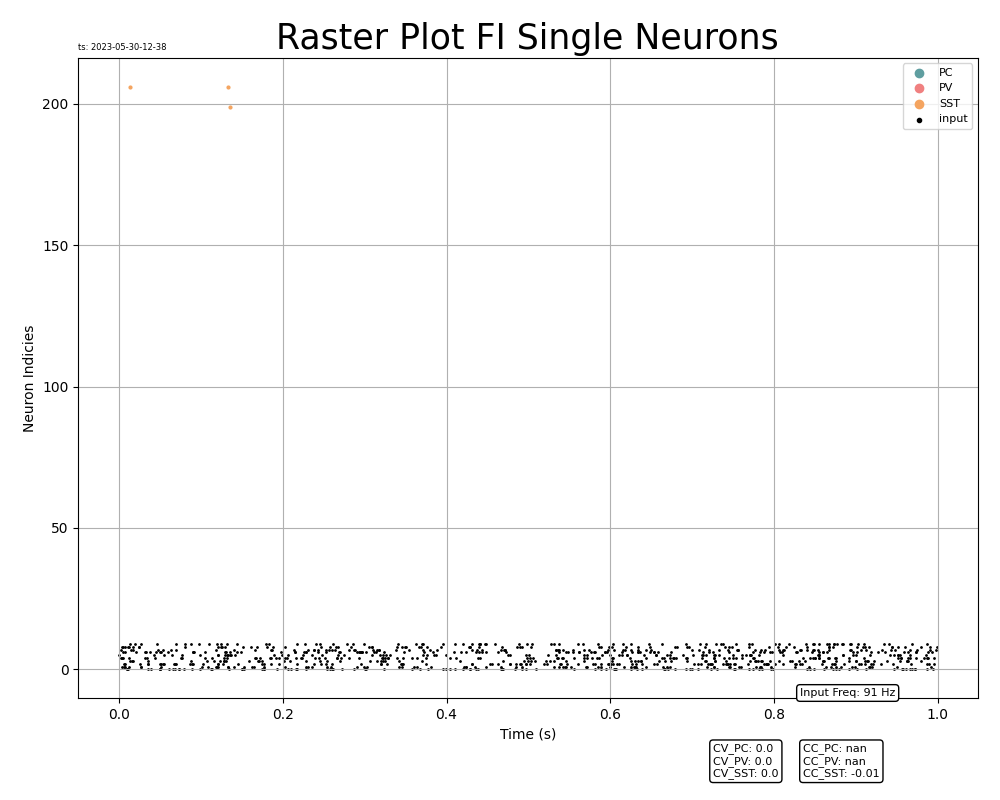 Raster Plot FI Single Neurons
ts: 2023-05-30-12-38
PC
PV
SST
input
200
150
100
50
0
Neuron Indicies
0.0 0.2 0.4 0.6 0.8 1.0
Input Freq: 91 Hz
Time (s)
CV_PC: 0.0
CV_PV: 0.0
CV_SST: 0.0
CC_PC: nan
CC_PV: nan
CC_SST: -0.01